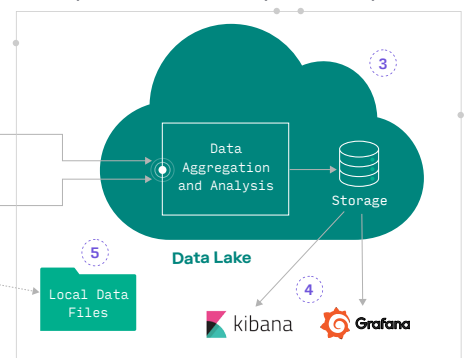 3
Data
Aggregation
and Analysis
Storage
Data Lake
5
Local Data
Files
4
kibana
Grafana